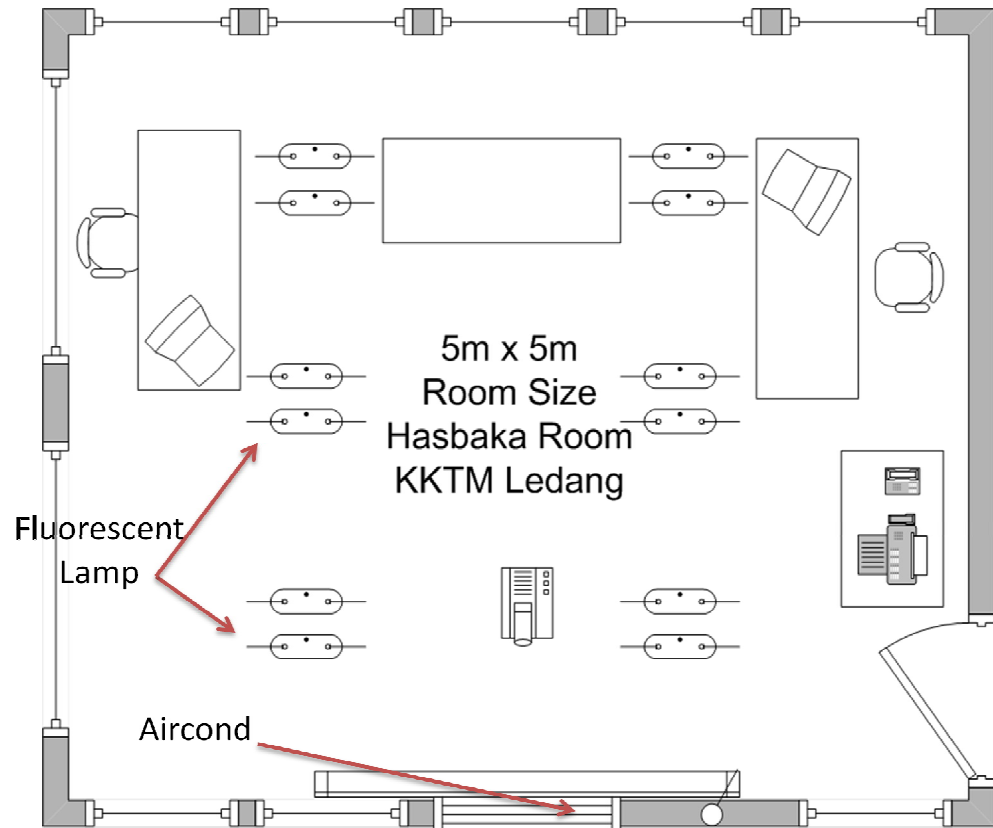 5m x 5m
Room Size
Hasbaka Room
KKTM Ledang
Fluorescent
Lamp
Aircond